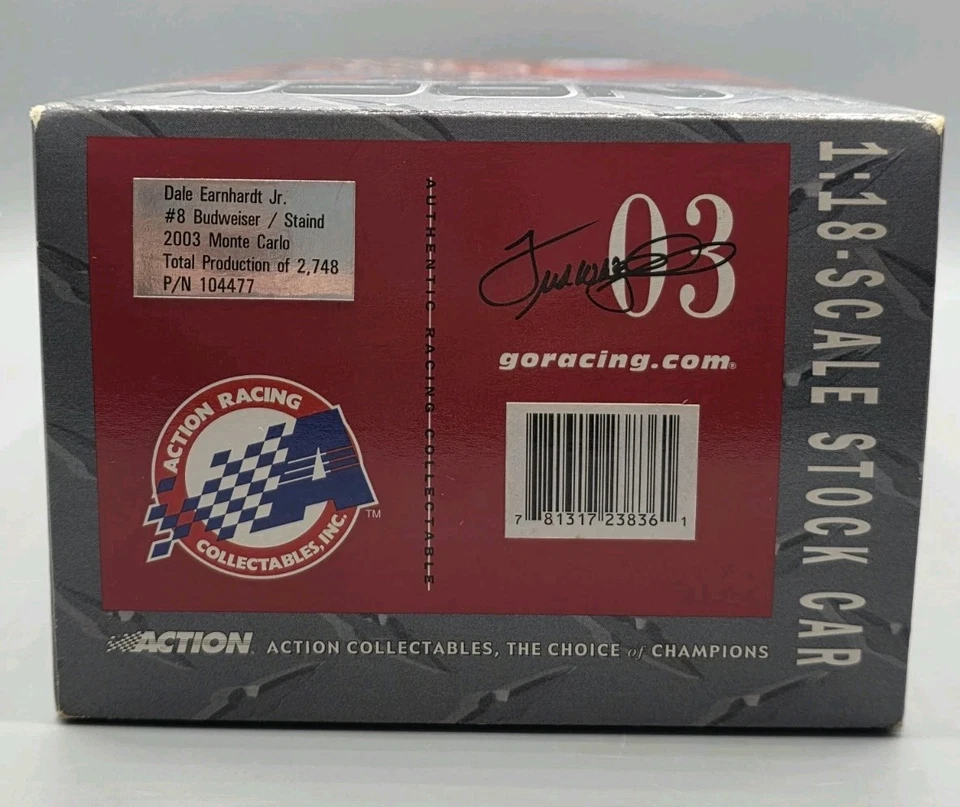 Dale Earnhardt Jr.
#8 Budweiser / Staind
2003 Monte Carlo
Total Production of 2,748
P/N 104477
AUTHENTIC RACING COLLECTABLE
03
goracing.com®
7 81317 23836 1
ACTION RACING
COLLECTABLES, INC.
A
TM
ACTION
ACTION COLLECTABLES, THE CHOICE of CHAMPIONS
1:18-SCALE STOCK CAR